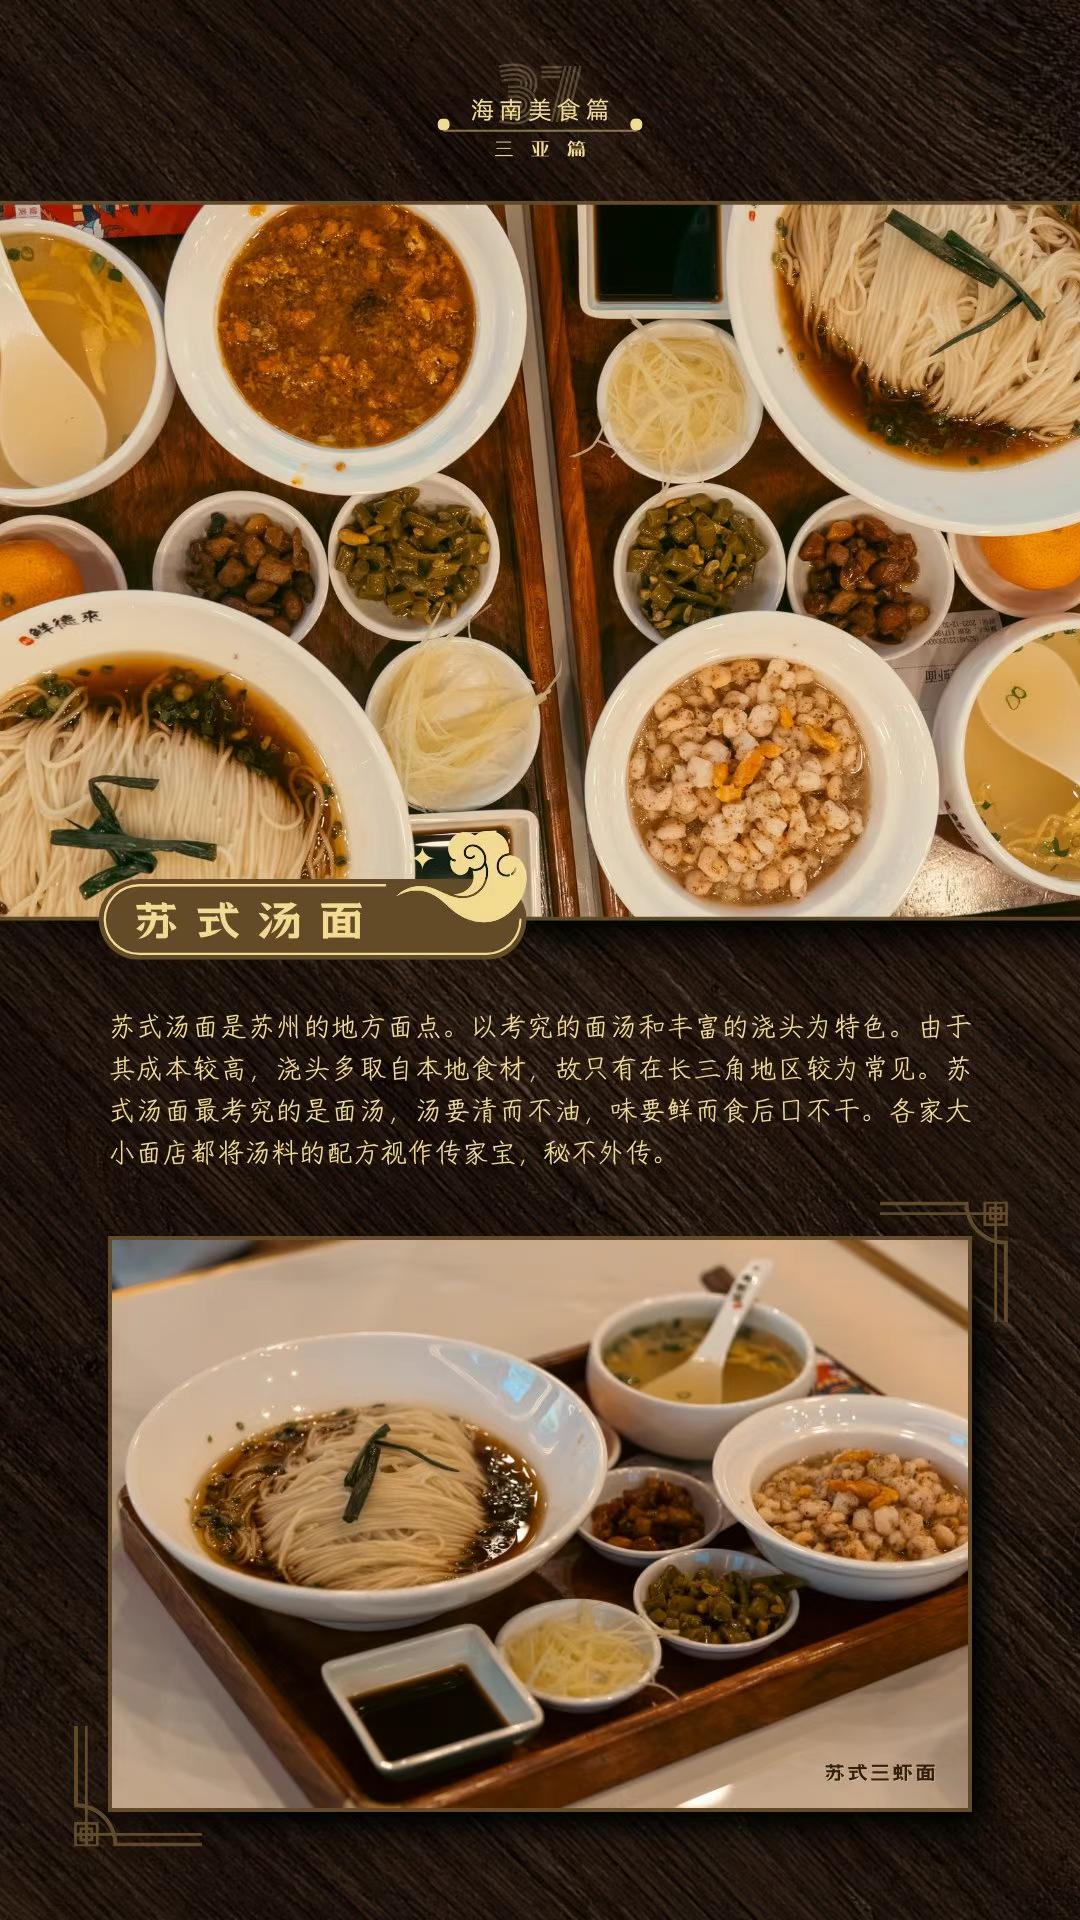 37
海南美食篇
三亚篇
鲜德来
苏式汤面
苏式汤面是苏州的地方面点。以考究的面汤和丰富的浇头为特色。由于
其成本较高，浇头多取自本地食材，故只有在长三角地区较为常见。苏
式汤面最考究的是面汤，汤要清而不油，味要鲜而食后口不干。各家大
小面店都将汤料的配方视作传家宝，秘不外传。
苏式三虾面